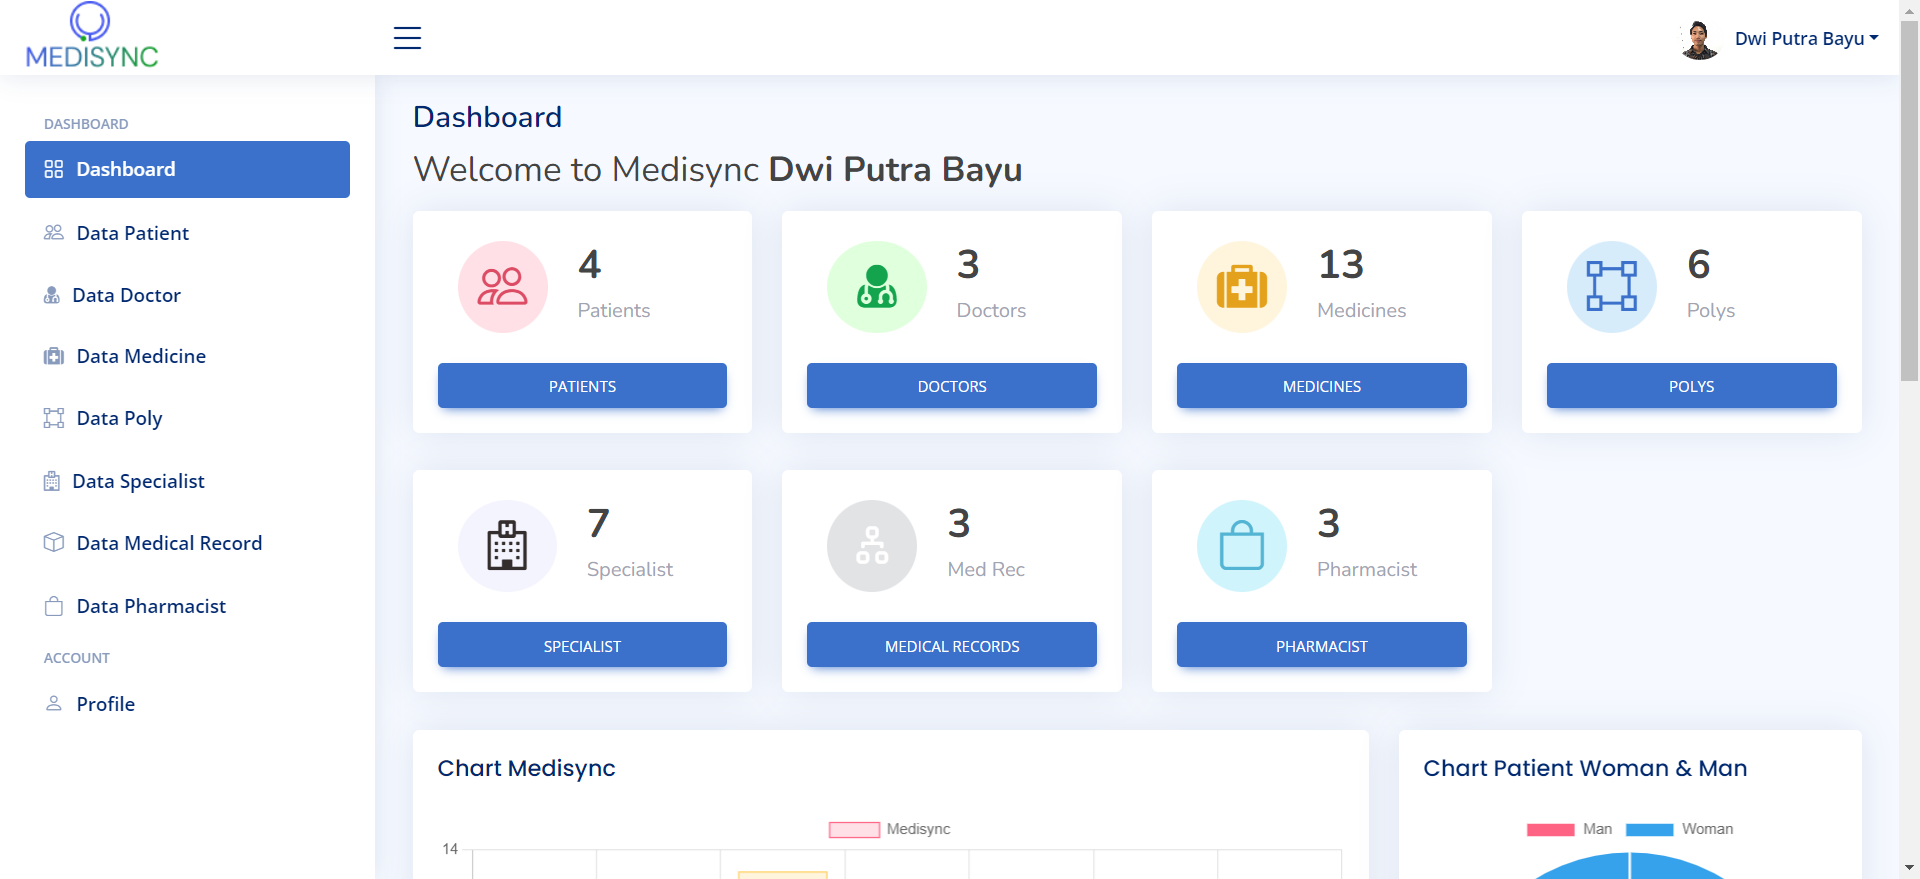 MEDISYNC
Dwi Putra Bayu
DASHBOARD
Dashboard
Data Patient
Data Doctor
Data Medicine
Data Poly
Data Specialist
Data Medical Record
Data Pharmacist
ACCOUNT
Profile
Dashboard
Welcome to Medisync Dwi Putra Bayu
4
Patients
PATIENTS
3
Doctors
DOCTORS
13
Medicines
MEDICINES
6
Polys
POLYS
7
Specialist
SPECIALIST
3
Med Rec
MEDICAL RECORDS
3
Pharmacist
PHARMACIST
Chart Medisync
Medisync
14
Chart Patient Woman & Man
Man Woman